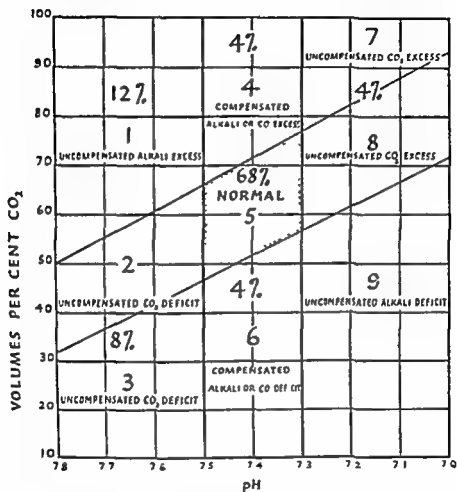 100
4%
7
UNCOMPENSATED CO₂ EXCESS
90
12%
4
4%
COMPENSATED
ALKALI OR CO EXCESS
80
1
8
UNCOMPENSATED ALKALI EXCESS
UNCOMPENSATED CO₂ EXCESS
70
68%
NORMAL
60
5
50
2
4%
9
UNCOMPENSATED CO₂ DEFICIT
UNCOMPENSATED ALKALI DEFICIT
40
8%
6
30
COMPENSATED
ALKALI OR CO DEFICIT
3
UNCOMPENSATED CO₂ DEFICIT
20
10
VOLUMES PER CENT CO₂
7.8 7.7 7.6 7.5 7.4 7.3 7.2 7.1 7.0
pH